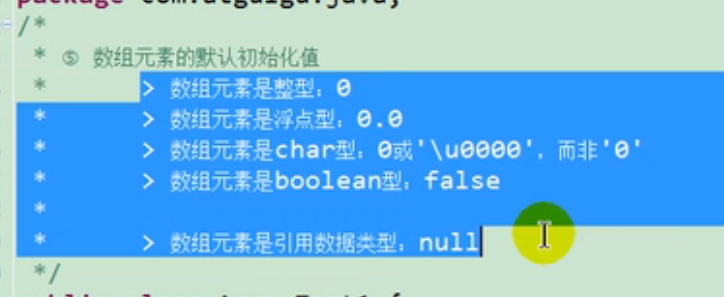 package com.atguigu.java;
/*
* ⑤ 数组元素的默认初始化值
* > 数组元素是整型：0
* > 数组元素是浮点型：0.0
* > 数组元素是char型：0或'\u0000'，而非'0'
* > 数组元素是boolean型：false
*
* > 数组元素是引用数据类型：null
*/